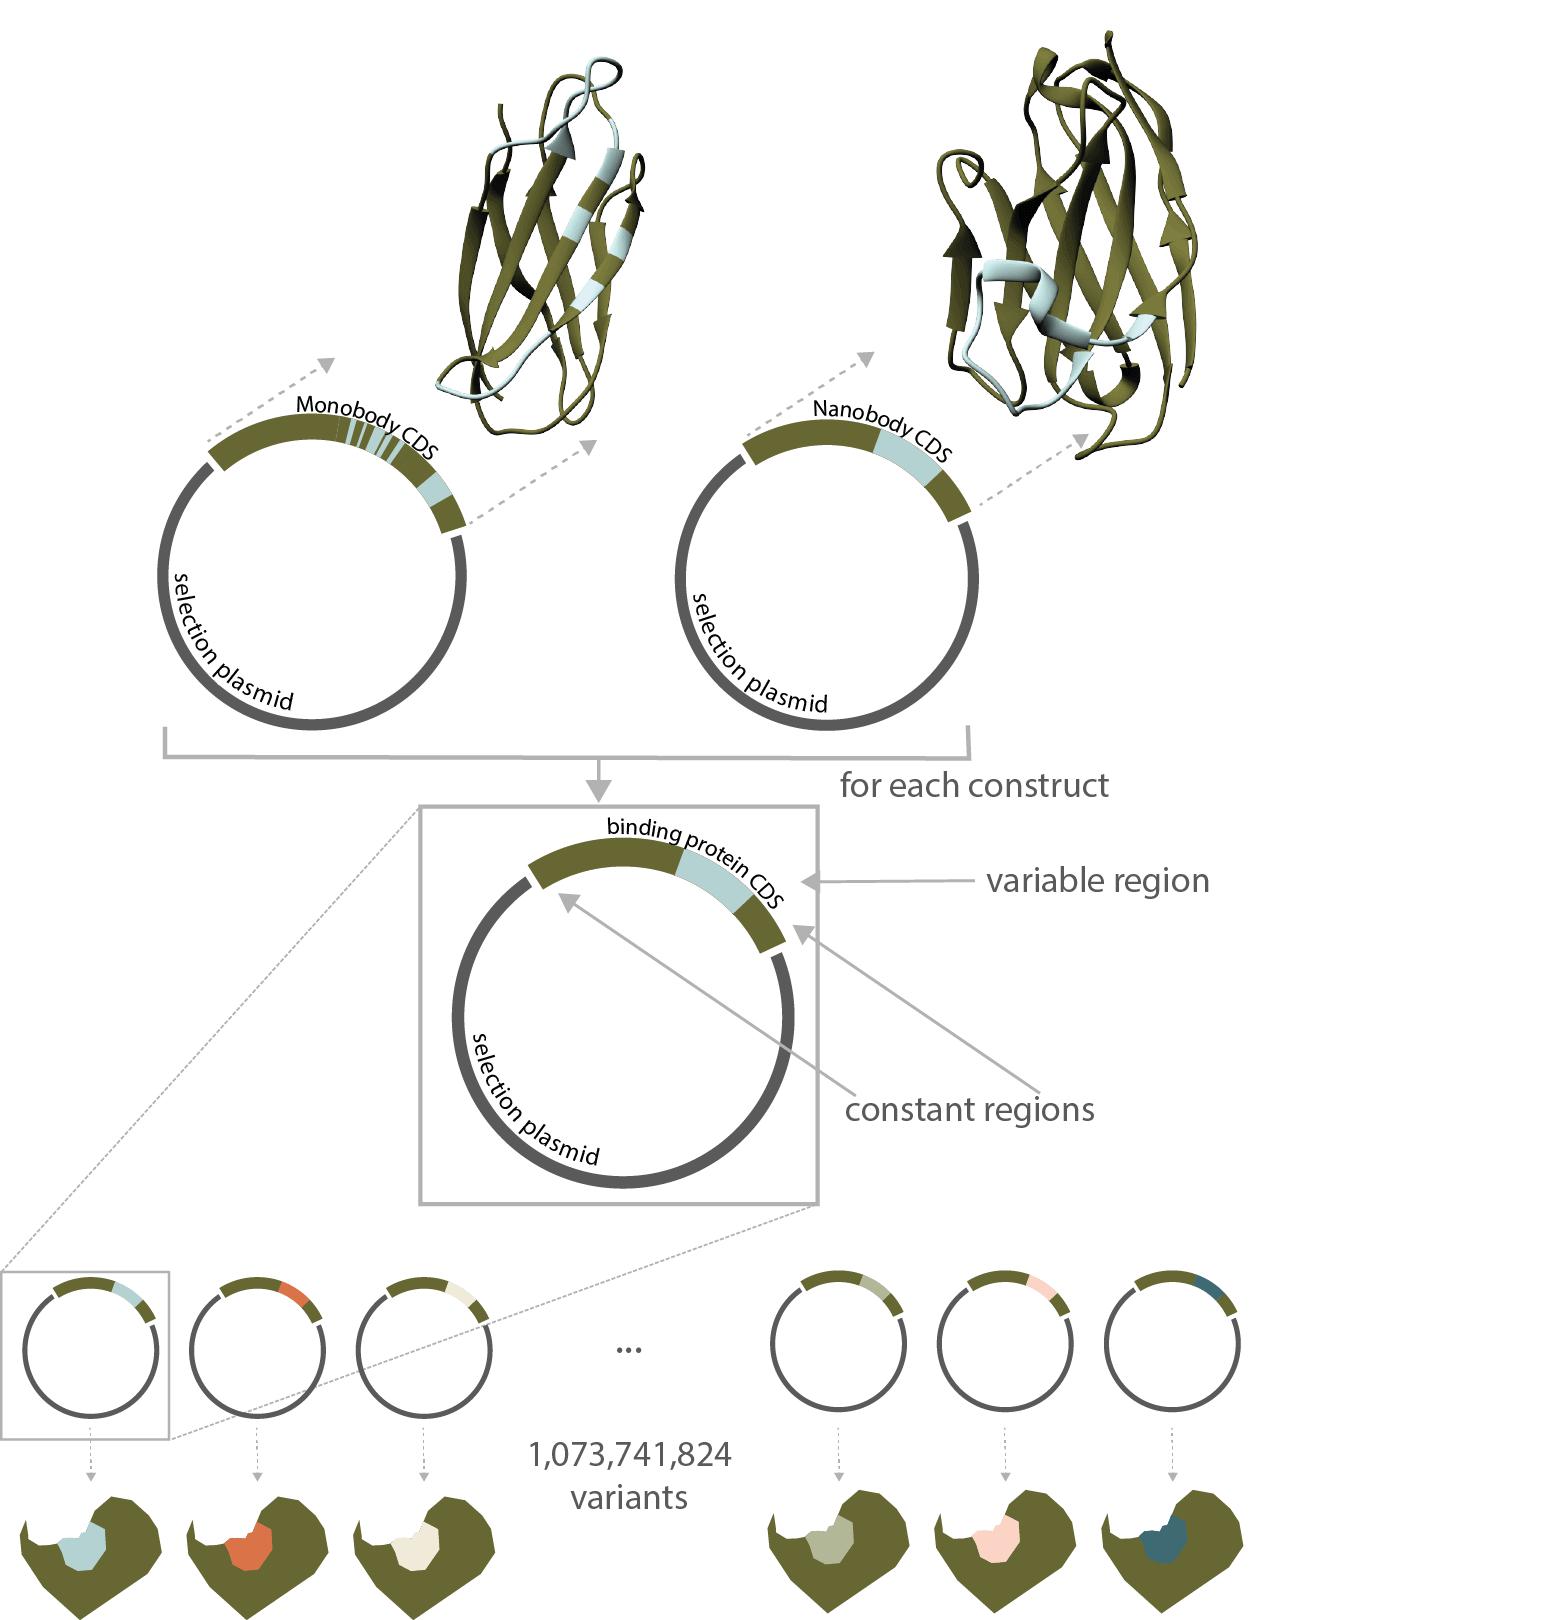 Monobody CDS
selection plasmid
Nanobody CDS
selection plasmid
for each construct
binding protein CDS
variable region
selection plasmid
constant regions
...
1,073,741,824
variants